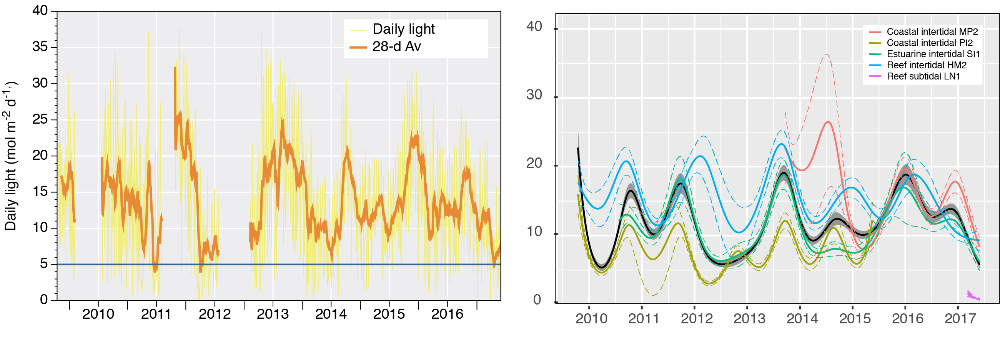 Daily light (mol m-2 d-1,)
40
35
30
25
20
15
10
5
0
Daily light
28-d Av
2010 2011 2012 2013 2014 2015 2016
40
30
20
10
0
Coastal intertidal MP2
Coastal intertidal PI2
Estuarine intertidal SI1
Reef intertidal HM2
Reef subtidal LN1
2010 2011 2012 2013 2014 2015 2016 2017